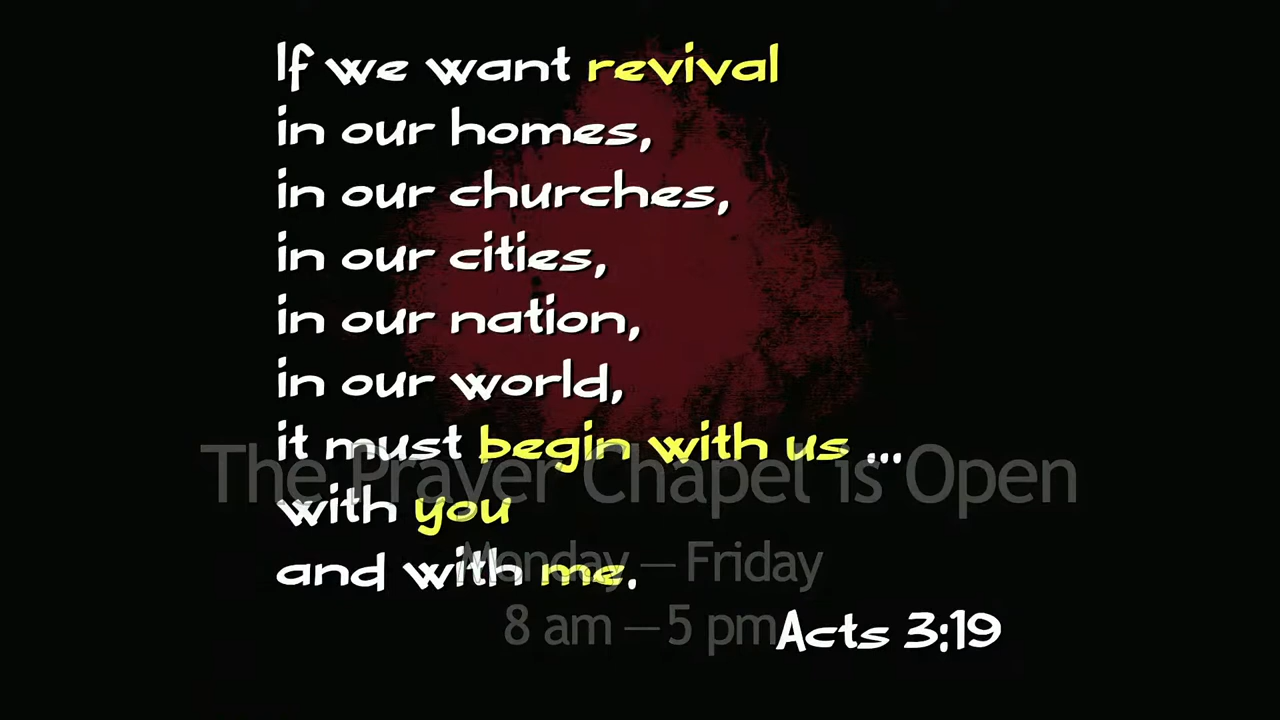 If we want revival
in our homes,
in our churches,
in our cities,
in our nation,
in our world,
it must begin with us ...
The Prayer Chapel is Open
with you
Monday – Friday
and with me.
8 am – 5 pm
Acts 3:19